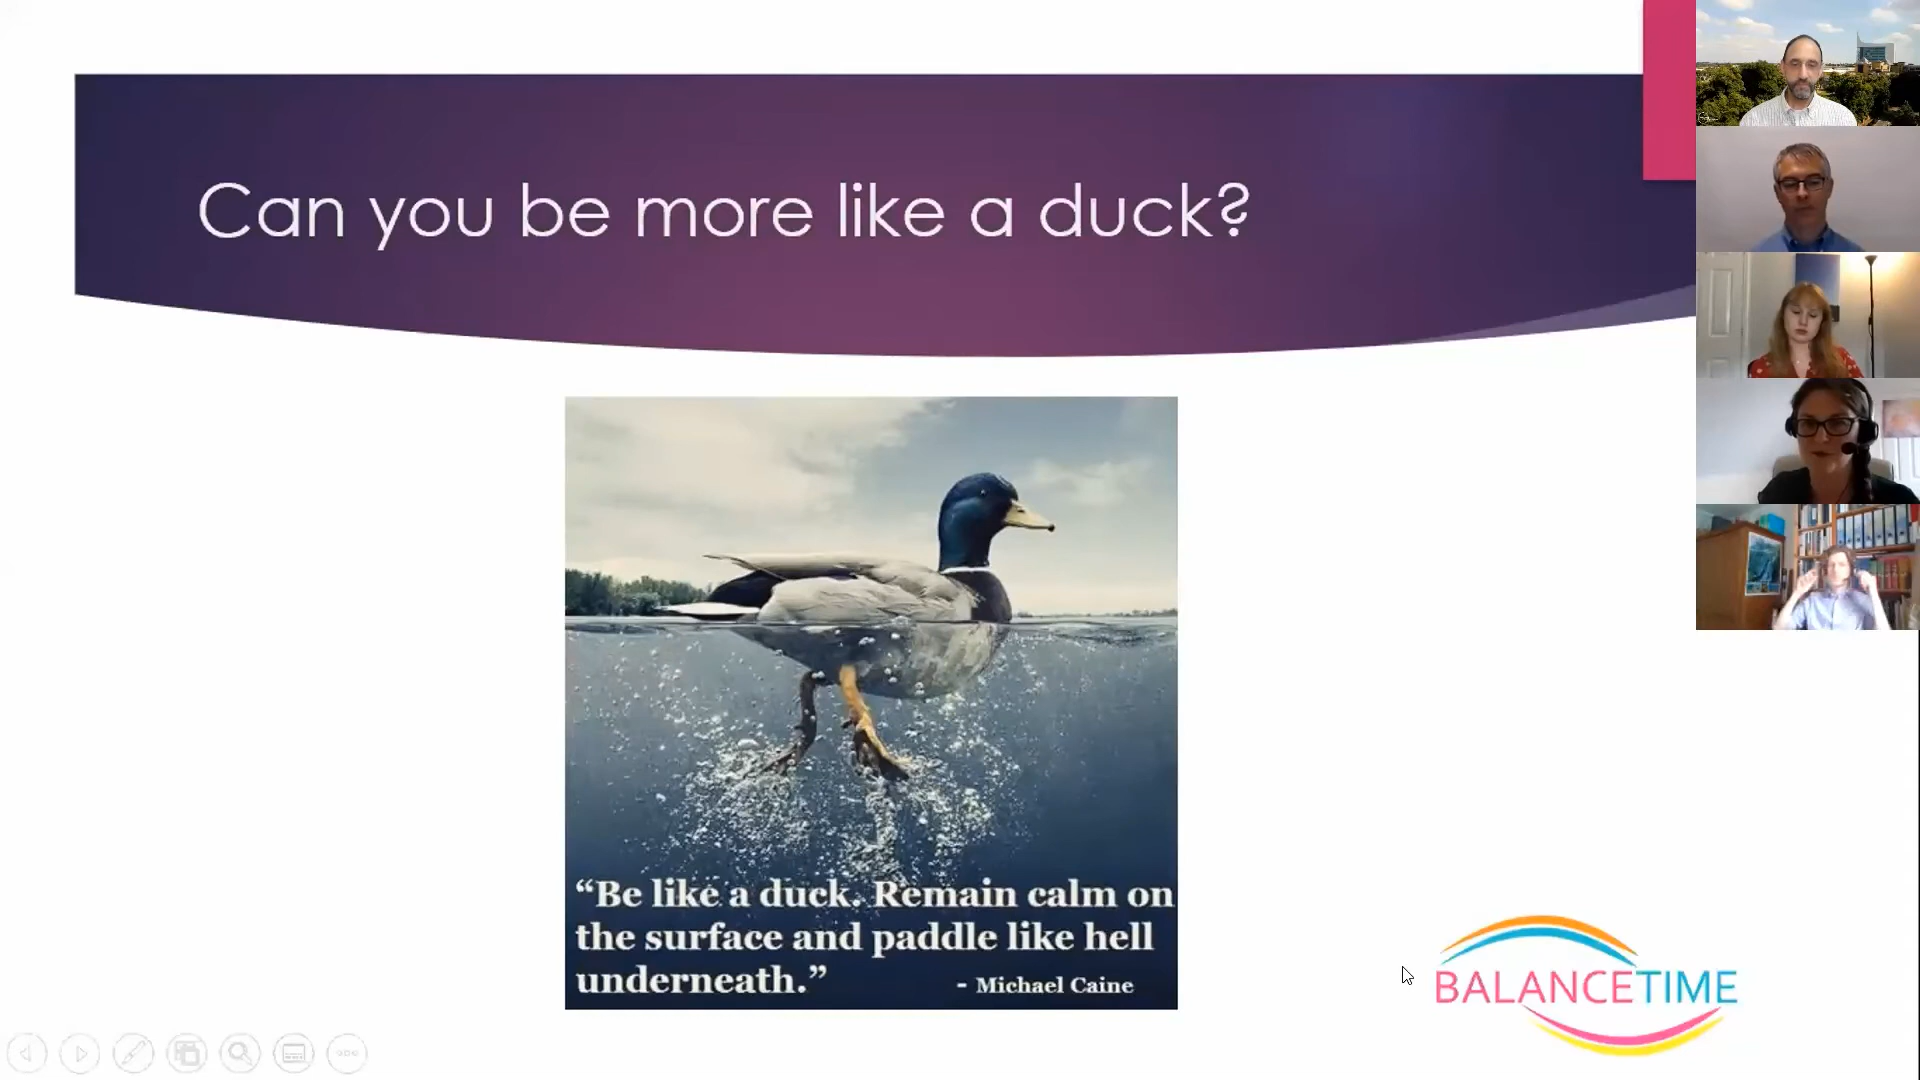 Can you be more like a duck?
“Be like a duck. Remain calm on
the surface and paddle like hell
underneath.”
- Michael Caine
BALANCETIME